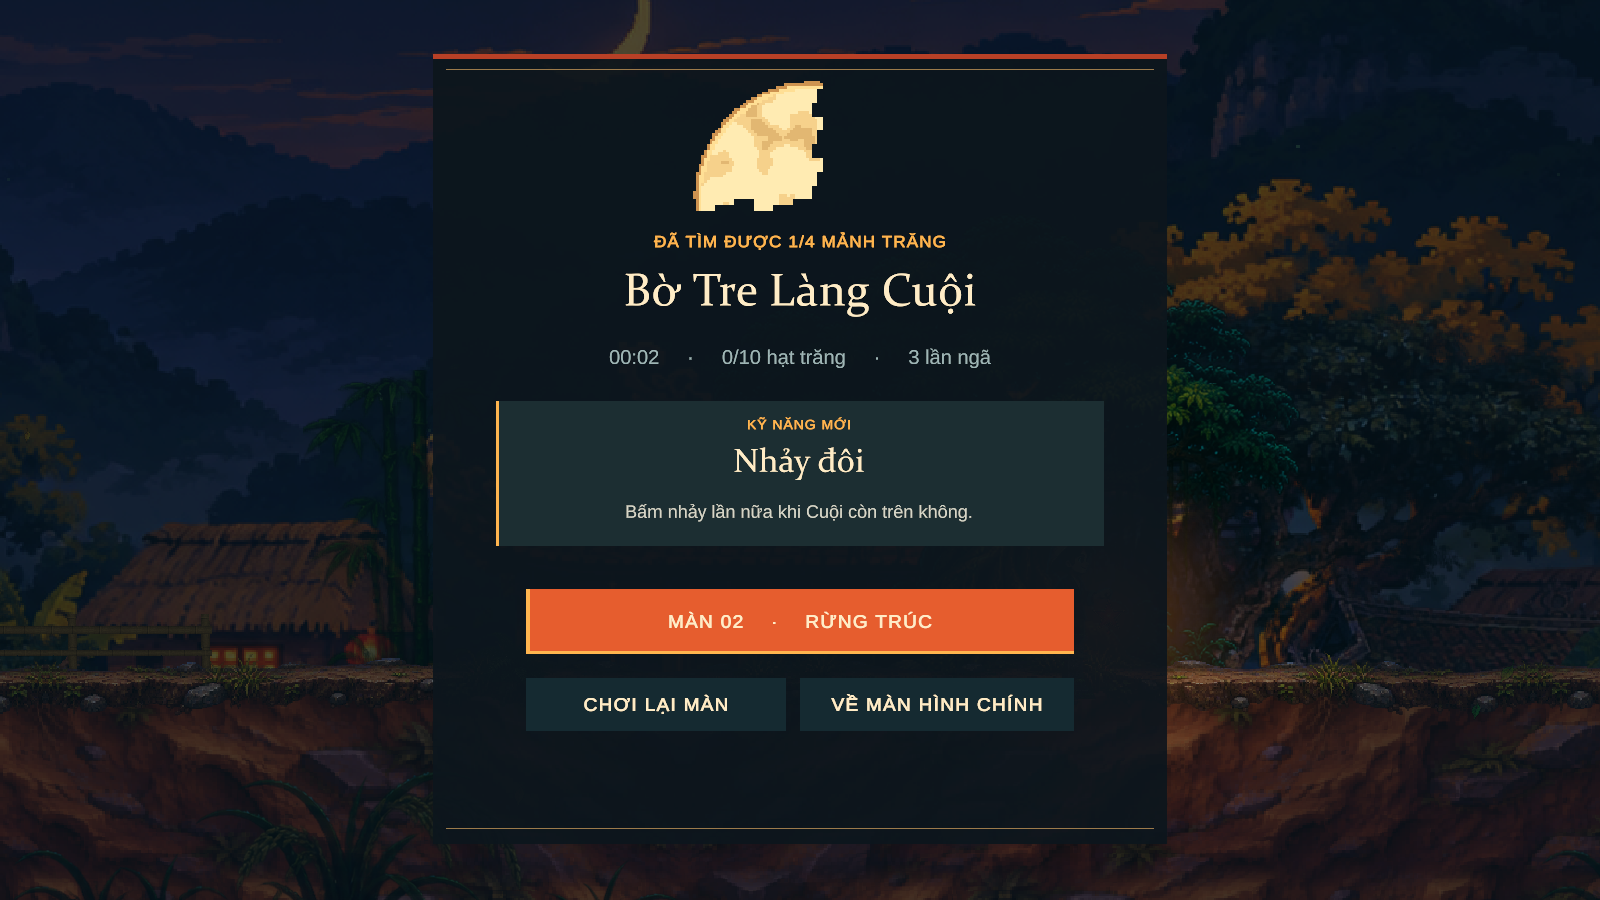 ĐÃ TÌM ĐƯỢC 1/4 MẢNH TRĂNG
Bờ Tre Làng Cuội
00:02 · 0/10 hạt trăng · 3 lần ngã
KỸ NĂNG MỚI
Nhảy đôi
Bấm nhảy lần nữa khi Cuội còn trên không.
MÀN 02 · RỪNG TRÚC
CHƠI LẠI MÀN
VỀ MÀN HÌNH CHÍNH